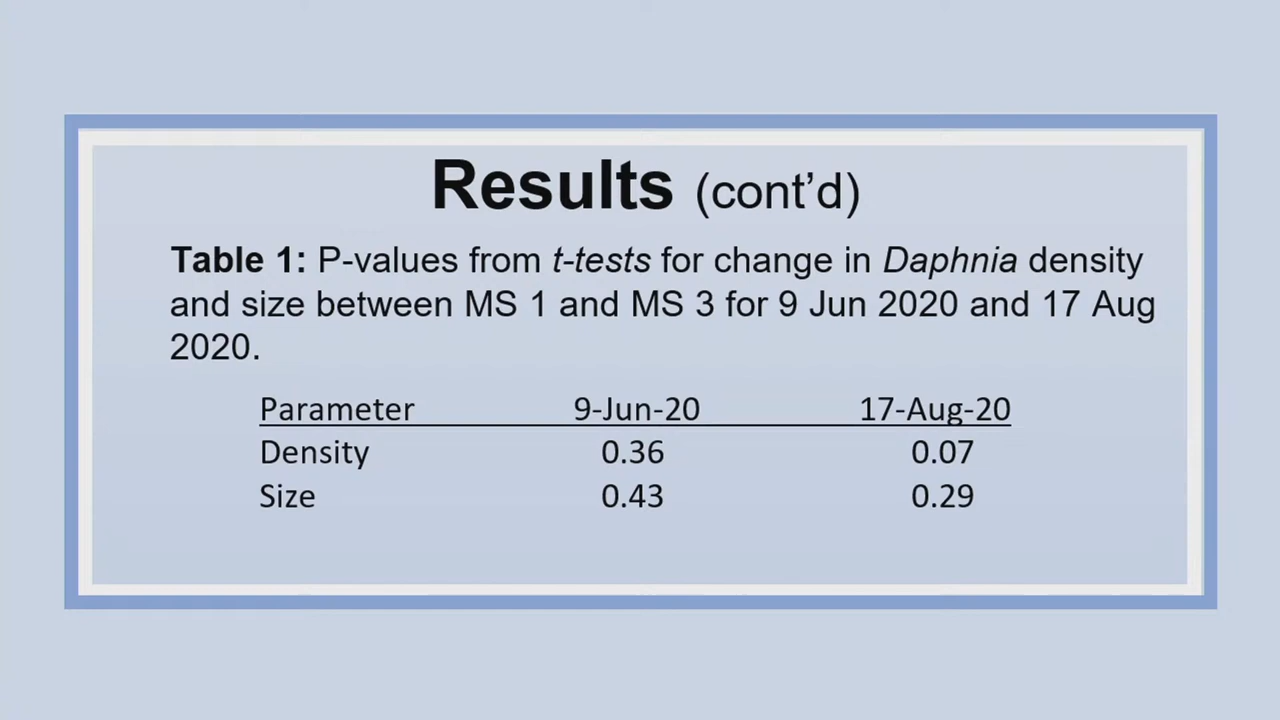 Results (cont’d)
Table 1: P-values from t-tests for change in Daphnia density
and size between MS 1 and MS 3 for 9 Jun 2020 and 17 Aug
2020.
Parameter 9-Jun-20 17-Aug-20
Density 0.36 0.07
Size 0.43 0.29